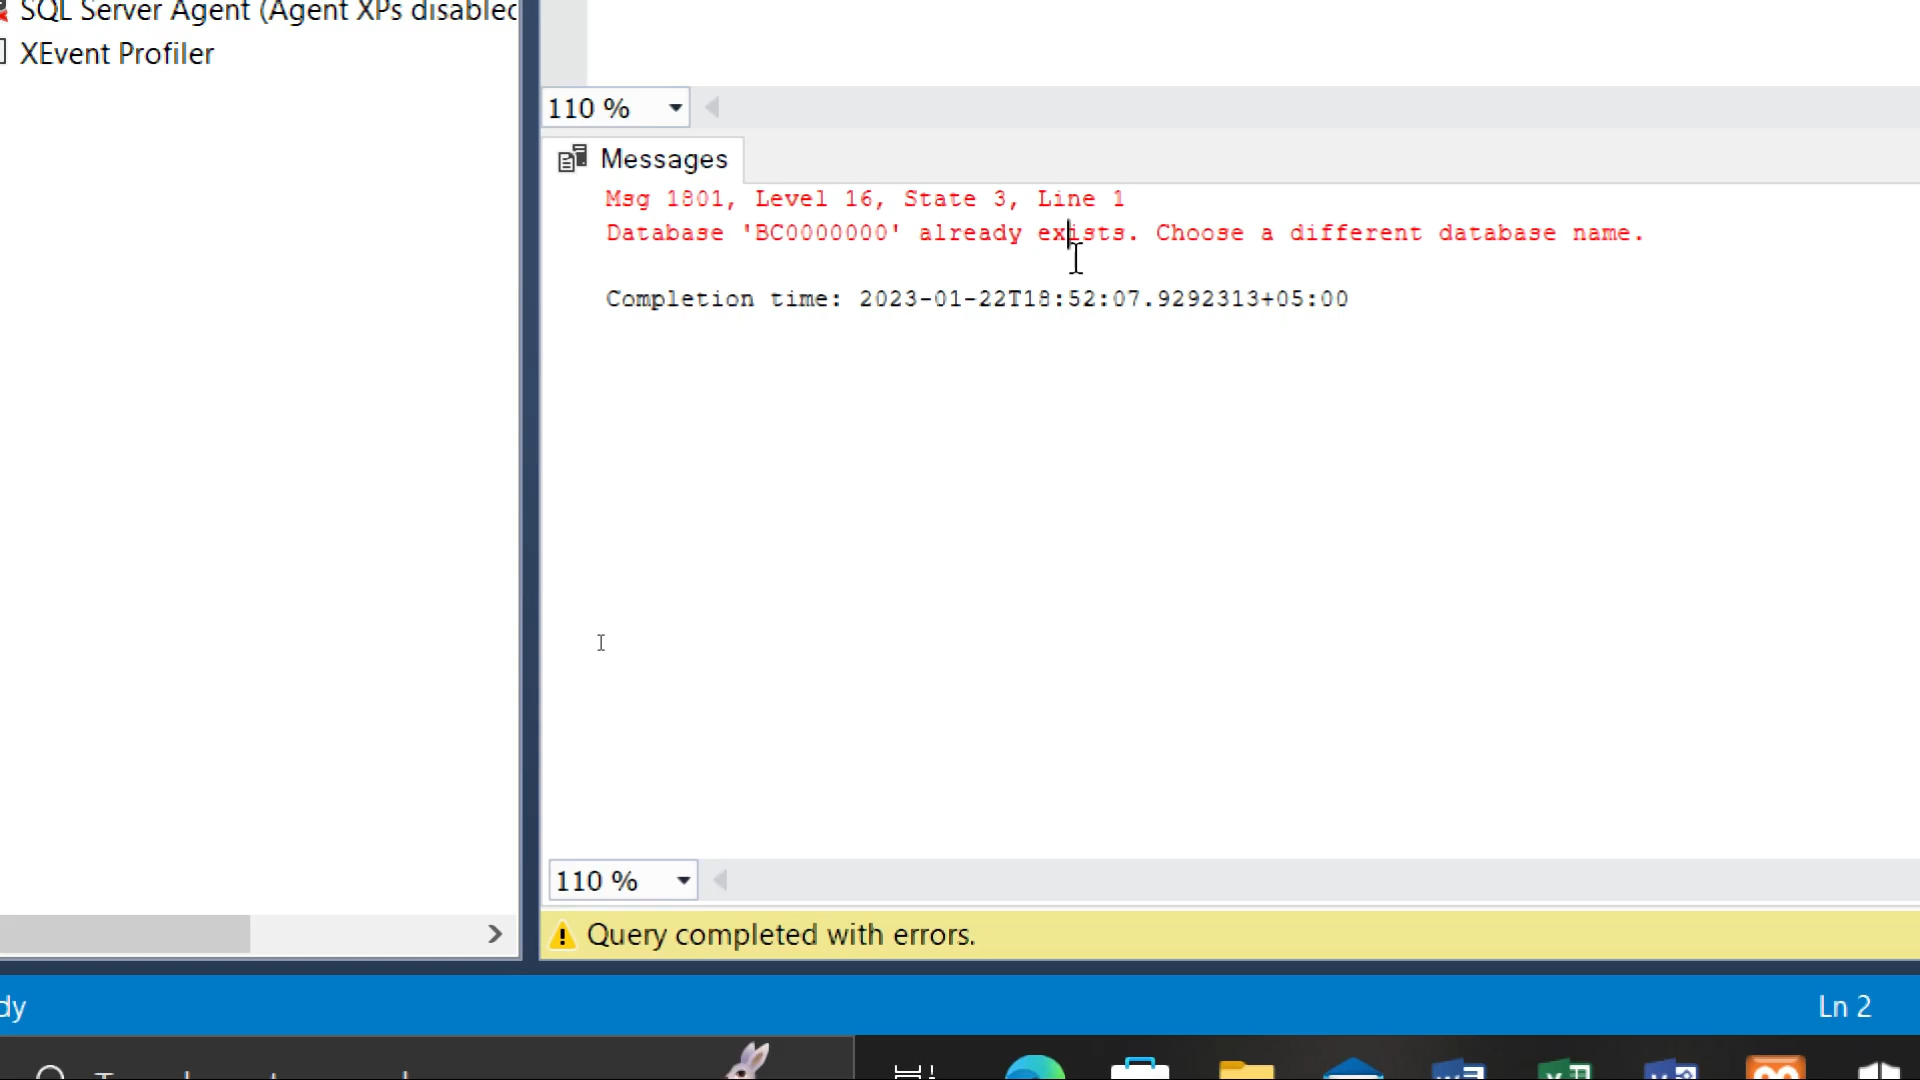 SQL Server Agent (Agent XPs disabled
XEvent Profiler
110 %
Messages
Msg 1801, Level 16, State 3, Line 1
Database 'BC0000000' already exists. Choose a different database name.
Completion time: 2023-01-22T18:52:07.9292313+05:00
110 %
Query completed with errors.
dy
Ln 2